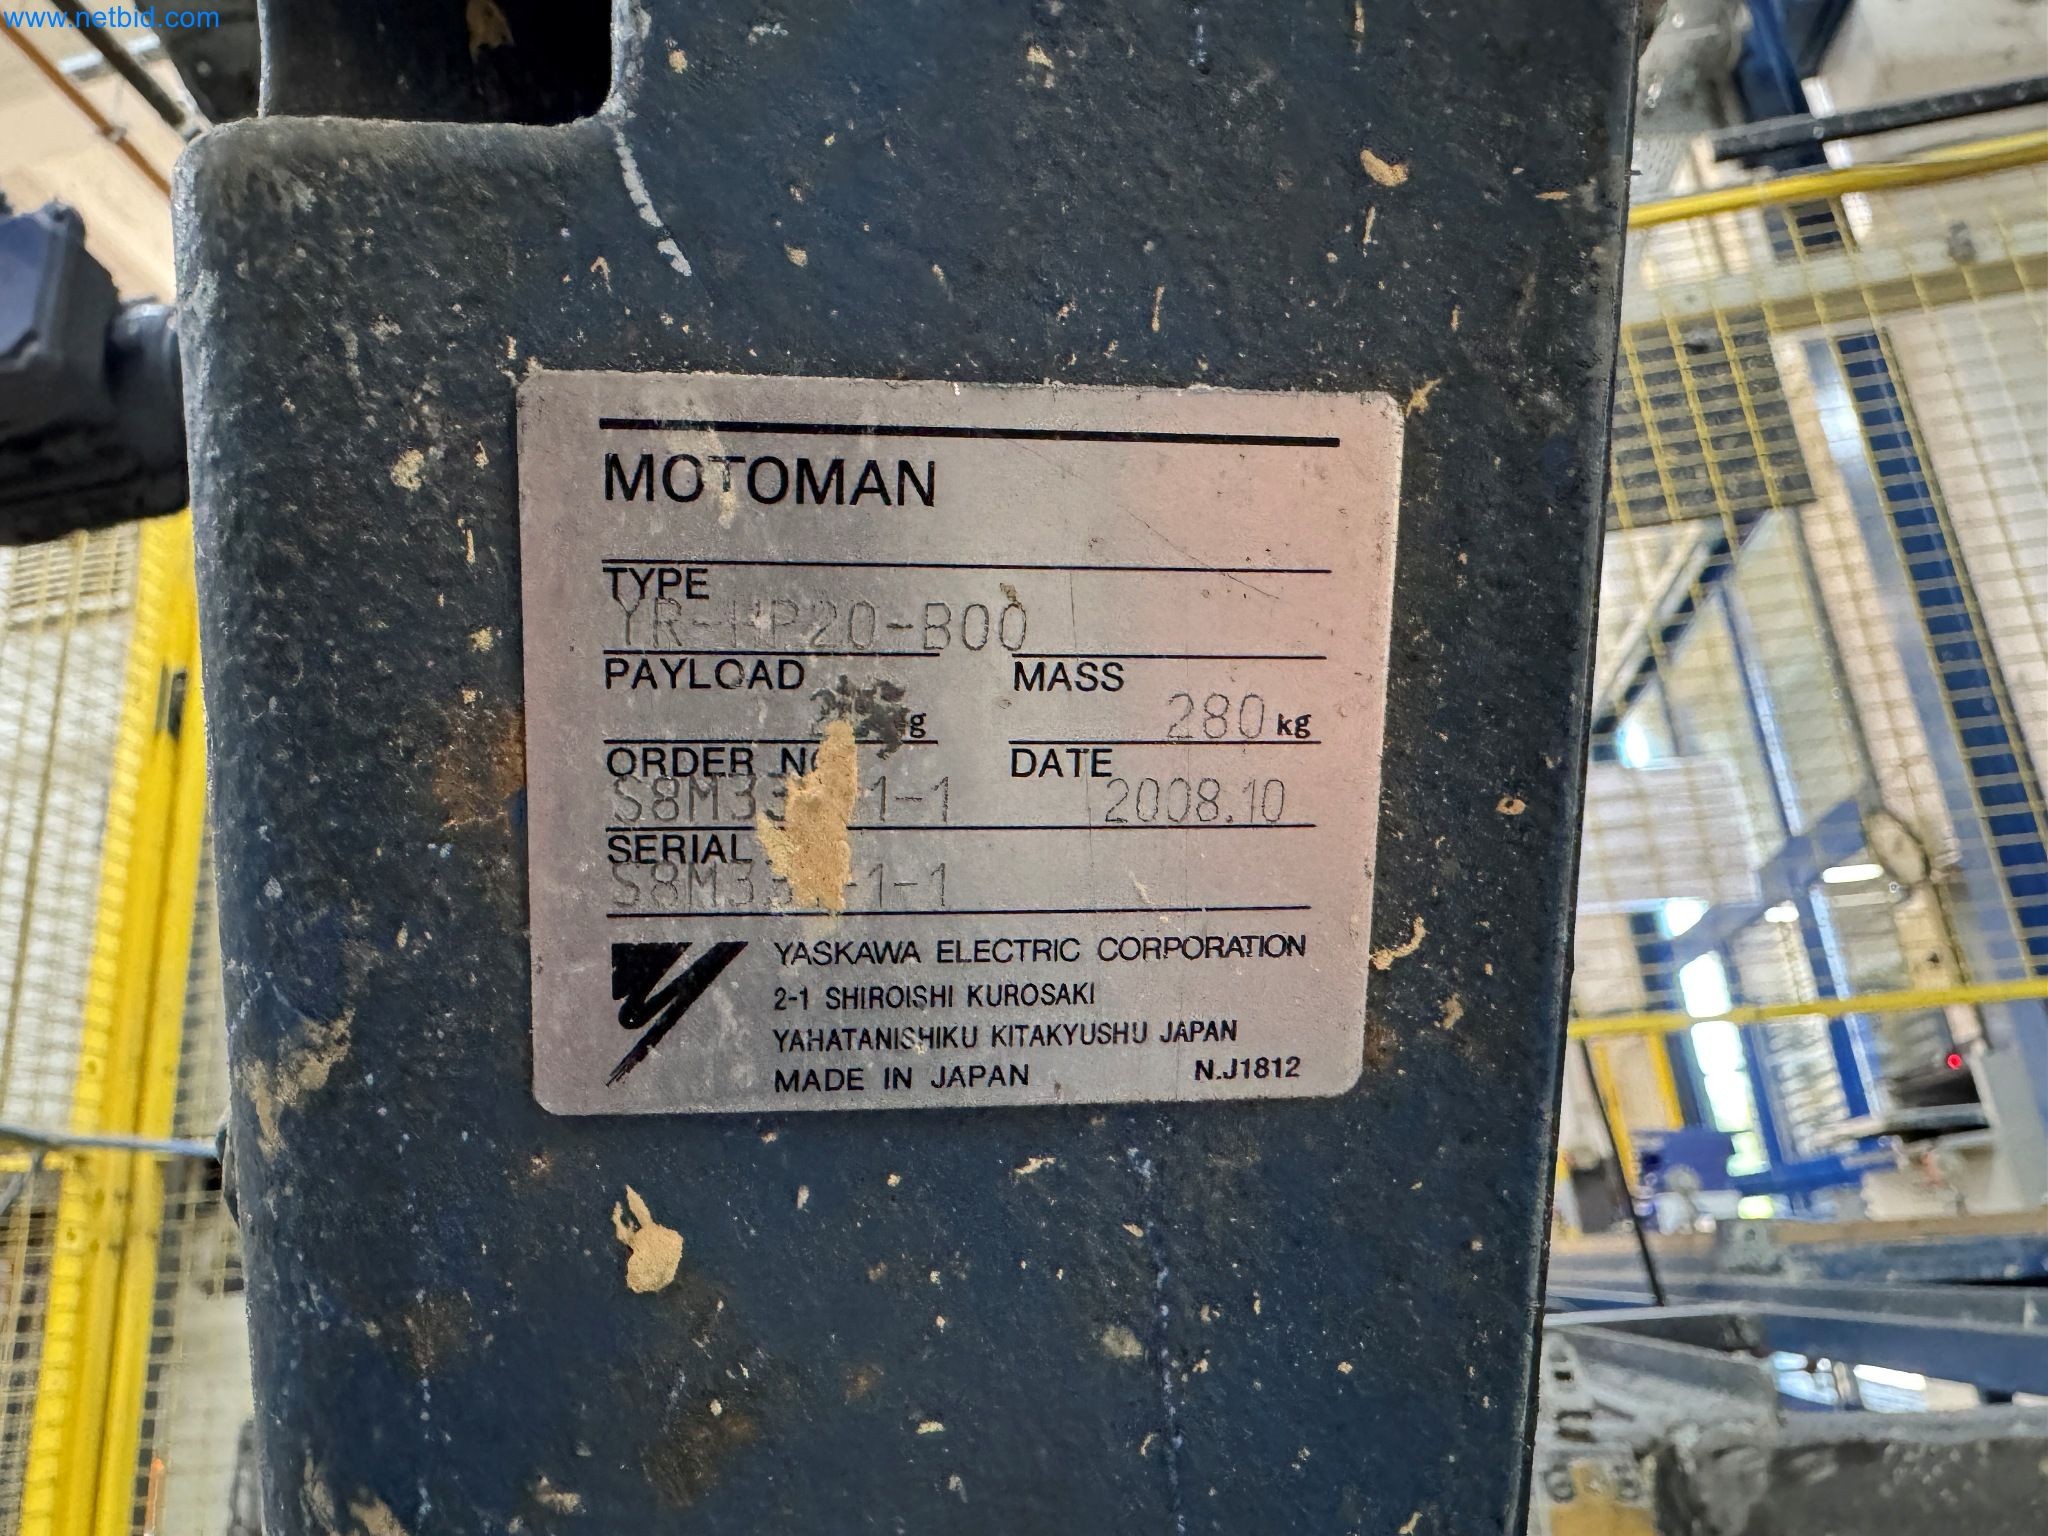 www.netbid.com
MOTOMAN
TYPE
YR-HP20-B00
PAYLOAD MASS
280 kg
ORDER NO DATE
2008.10
SERIAL
YASKAWA ELECTRIC CORPORATION
2-1 SHIROISHI KUROSAKI
YAHATANISHIKU KITAKYUSHU JAPAN
MADE IN JAPAN N.J1812